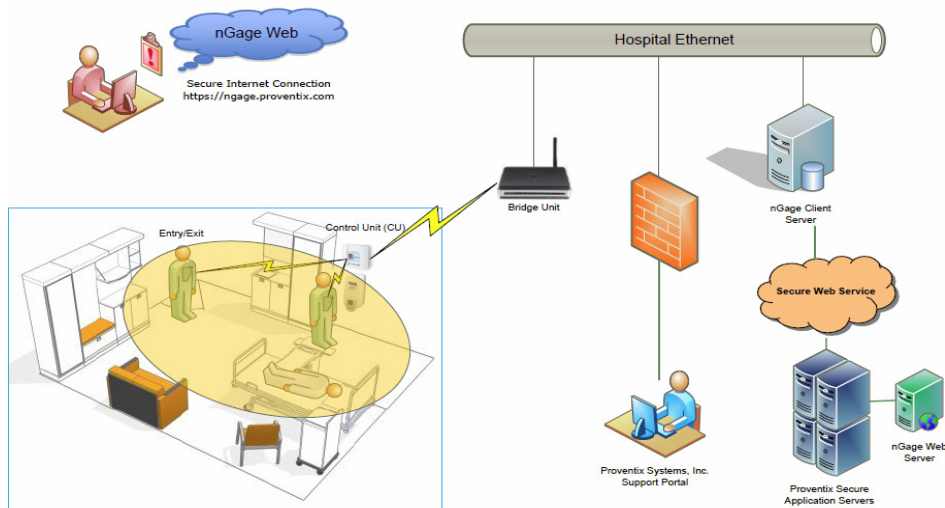 nGage Web
Secure Internet Connection
https://ngage.proventix.com
Hospital Ethernet
Bridge Unit
nGage Client
Server
Entry/Exit
Control Unit (CU)
Secure Web Service
Proventix Systems, Inc.
Support Portal
nGage Web
Server
Proventix Secure
Application Servers